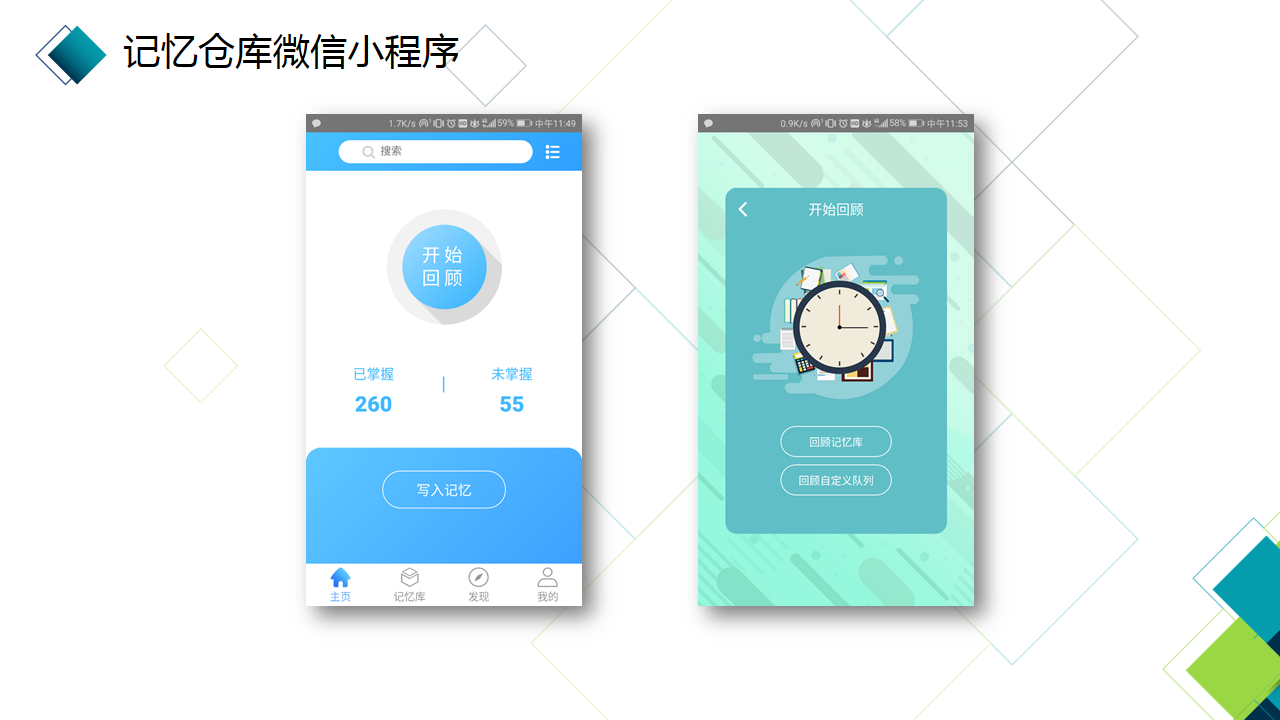 记忆仓库微信小程序
1.7K/s 59% 中午11:49
搜索
开始
回顾
已掌握
未掌握
260
55
写入记忆
主页
记忆库
发现
我的
0.9K/s 58% 中午11:53
开始回顾
回顾记忆库
回顾自定义队列